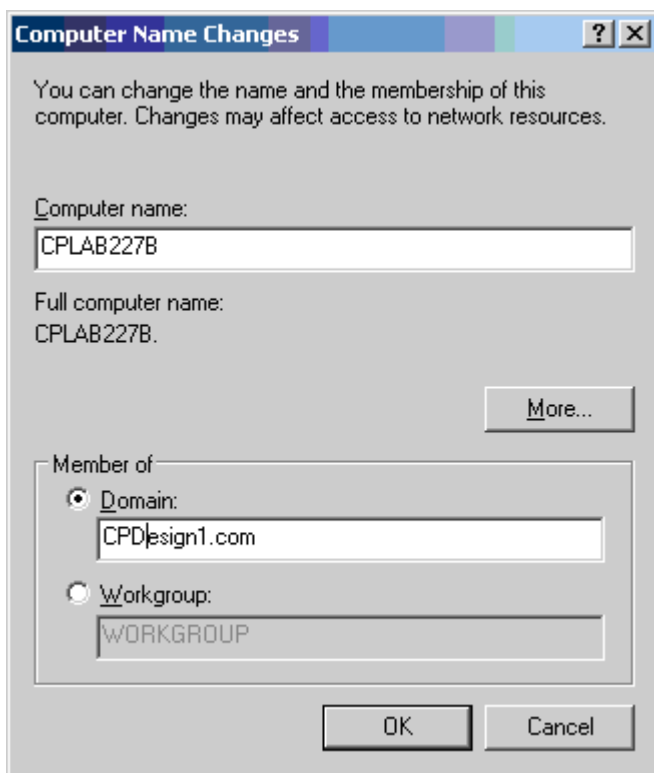 Computer Name Changes
You can change the name and the membership of this
computer. Changes may affect access to network resources.
Computer name:
CPLAB227B
Full computer name:
CPLAB227B.
More...
Member of
Domain:
CPDesign1.com
Workgroup:
WORKGROUP
OK Cancel